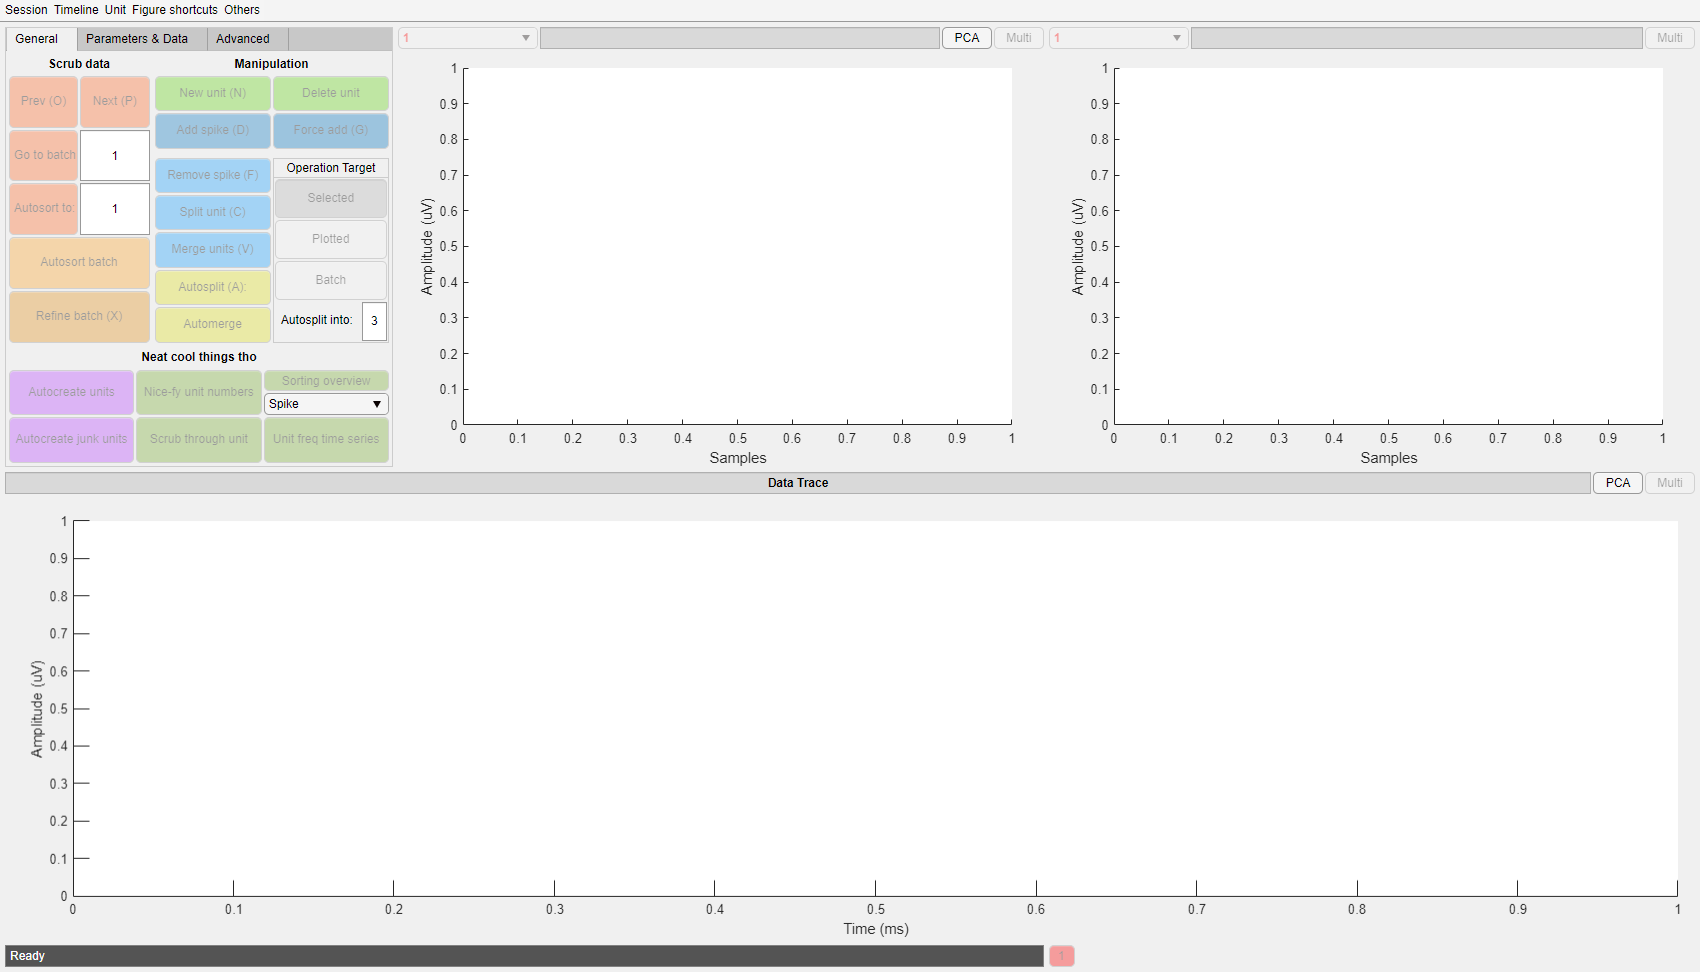 Session Timeline Unit Figure shortcuts Others
General Parameters & Data Advanced
Scrub data Manipulation
Prev (O) Next (P) New unit (N) Delete unit
Add spike (D) Force add (G)
Go to batch 1 Remove spike (F) Operation Target
Selected
Autosort to: 1 Split unit (C)
Plotted
Merge units (V)
Autosort batch Autosplit (A): Batch
Refine batch (X) Automerge Autosplit into: 3
Neat cool things tho
Autocreate units Nice-fy unit numbers Sorting overview
Spike
Autocreate junk units Scrub through unit Unit freq time series
1 PCA Multi
1
0.9
0.8
0.7
0.6
0.5
0.4
0.3
0.2
0.1
0
Amplitude (uV)
0 0.1 0.2 0.3 0.4 0.5 0.6 0.7 0.8 0.9 1
Samples
1 Multi
1
0.9
0.8
0.7
0.6
0.5
0.4
0.3
0.2
0.1
0
Amplitude (uV)
0 0.1 0.2 0.3 0.4 0.5 0.6 0.7 0.8 0.9 1
Samples
Data Trace PCA Multi
1
0.9
0.8
0.7
0.6
0.5
0.4
0.3
0.2
0.1
0
Amplitude (uV)
0 0.1 0.2 0.3 0.4 0.5 0.6 0.7 0.8 0.9 1
Time (ms)
Ready 1